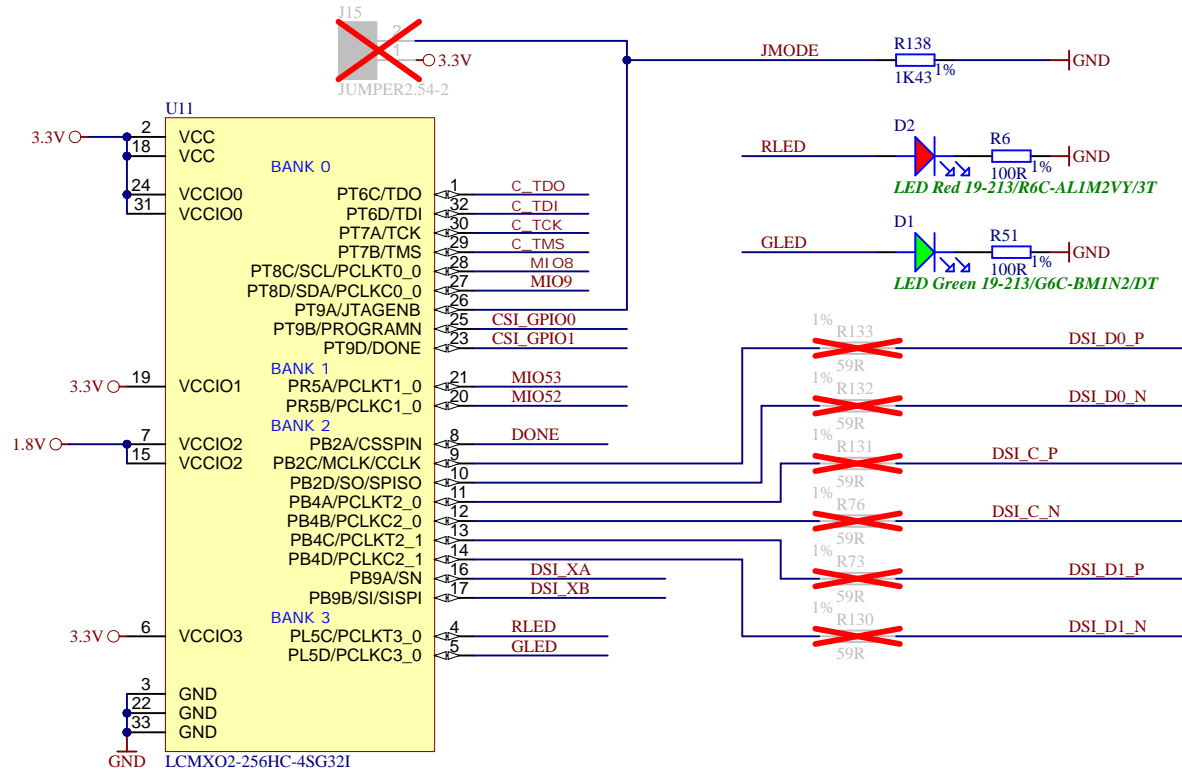 J15
2
1
3.3V
JUMPER2.54-2
JMODE
R138
1%
1K43
GND
RLED
D2
R6
1%
100R
GND
LED Red 19-213/R6C-AL1M2VY/3T
GLED
D1
R51
1%
100R
GND
LED Green 19-213/G6C-BM1N2/DT
U11
3.3V
2 VCC
18 VCC
24 VCCIO0
31 VCCIO0
BANK 0
PT6C/TDO 1 C_TDO
PT6D/TDI 32 C_TDI
PT7A/TCK 30 C_TCK
PT7B/TMS 29 C_TMS
PT8C/SCL/PCLKT0_0 28 MIO8
PT8D/SDA/PCLKC0_0 27 MIO9
PT9A/JTAGENB 26
PT9B/PROGRAMN 25 CSI_GPIO0
PT9D/DONE 23 CSI_GPIO1
BANK 1
3.3V 19 VCCIO1
PR5A/PCLKT1_0 21 MIO53
PR5B/PCLKC1_0 20 MIO52
BANK 2
1.8V 7 VCCIO2
15 VCCIO2
PB2A/CSSPIN 8 DONE
PB2C/MCLK/CCLK 9
PB2D/SO/SPISO 10
PB4A/PCLKT2_0 11
PB4B/PCLKC2_0 12
PB4C/PCLKT2_1 13
PB4D/PCLKC2_1 14
PB9A/SN 16 DSI_XA
PB9B/SI/SISPI 17 DSI_XB
BANK 3
3.3V 6 VCCIO3
PL5C/PCLKT3_0 4 RLED
PL5D/PCLKC3_0 5 GLED
3 GND
22 GND
33 GND
GND
LCMXO2-256HC-4SG32I
1%
R133
59R
DSI_D0_P
1%
R132
59R
DSI_D0_N
1%
R131
59R
DSI_C_P
1%
R76
59R
DSI_C_N
1%
R73
59R
DSI_D1_P
1%
R130
59R
DSI_D1_N